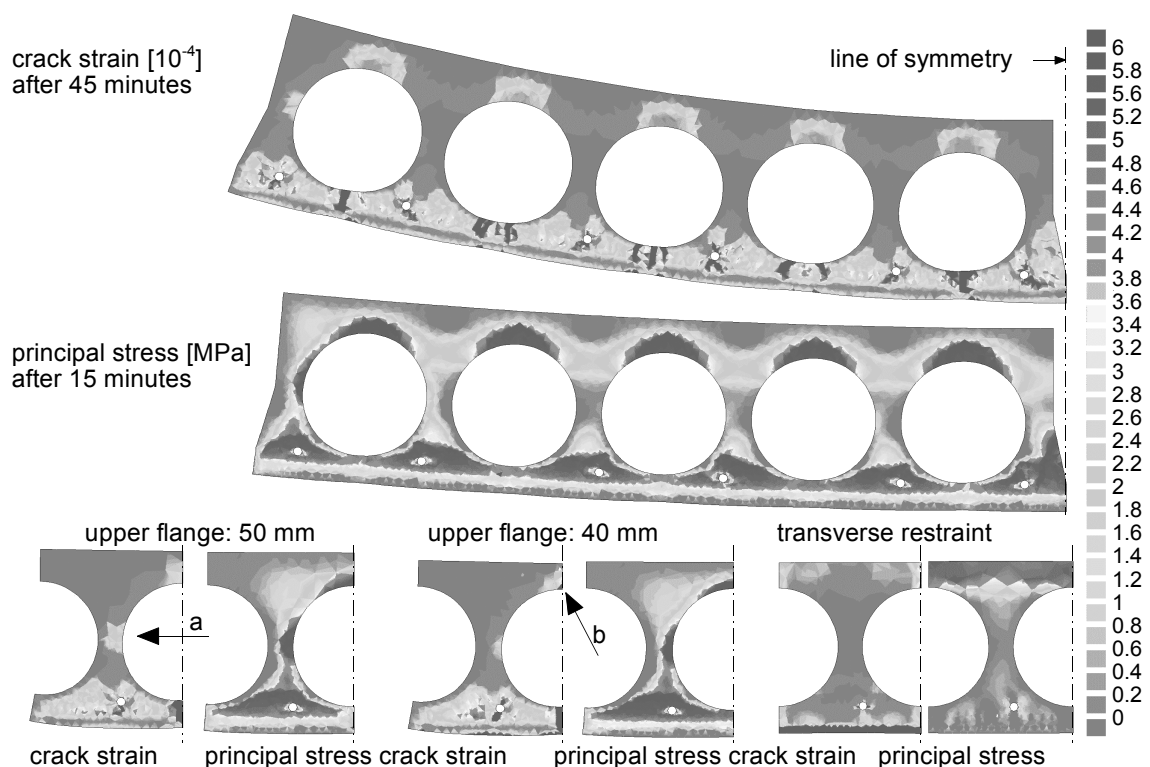 crack strain [10⁻⁴]
after 45 minutes
line of symmetry
principal stress [MPa]
after 15 minutes
6
5.8
5.6
5.4
5.2
5
4.8
4.6
4.4
4.2
4
3.8
3.6
3.4
3.2
3
2.8
2.6
2.4
2.2
2
1.8
1.6
1.4
1.2
1
0.8
0.6
0.4
0.2
0
upper flange: 50 mm
upper flange: 40 mm
transverse restraint
a
b
crack strain
principal stress
crack strain
principal stress
crack strain
principal stress